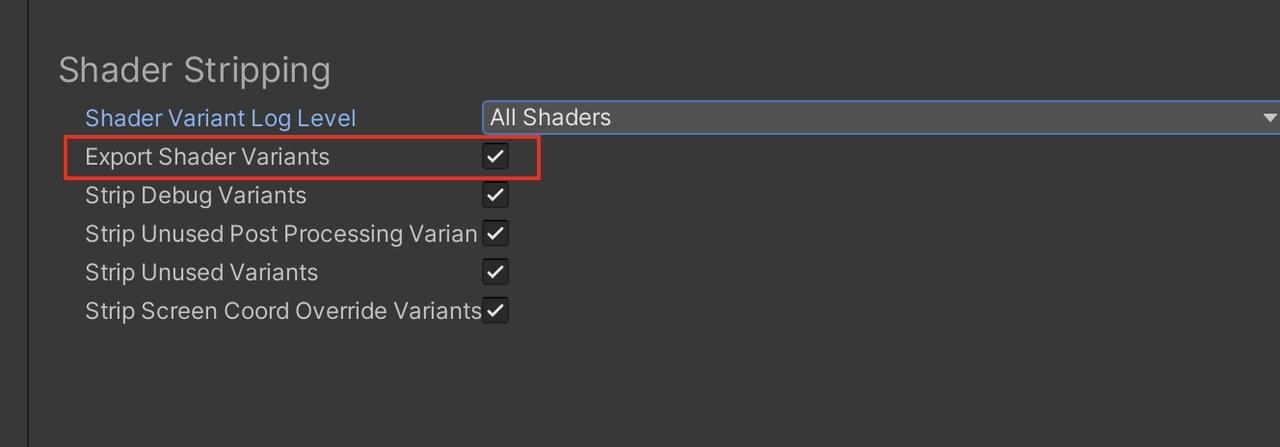 Shader Stripping
Shader Variant Log Level All Shaders
Export Shader Variants
Strip Debug Variants
Strip Unused Post Processing Varian
Strip Unused Variants
Strip Screen Coord Override Variants